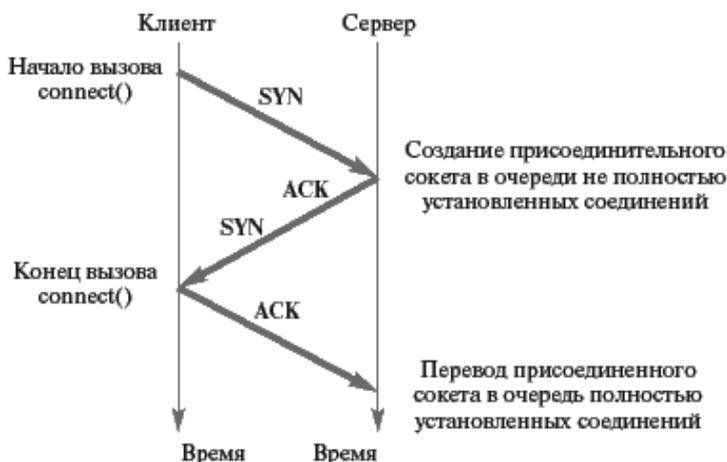 Клиент
Сервер
Начало вызова
connect()
SYN
Создание присоединительного
сокета в очереди не полностью
установленных соединений
ACK
SYN
Конец вызова
connect()
ACK
Перевод присоединенного
сокета в очередь полностью
установленных соединений
Время
Время